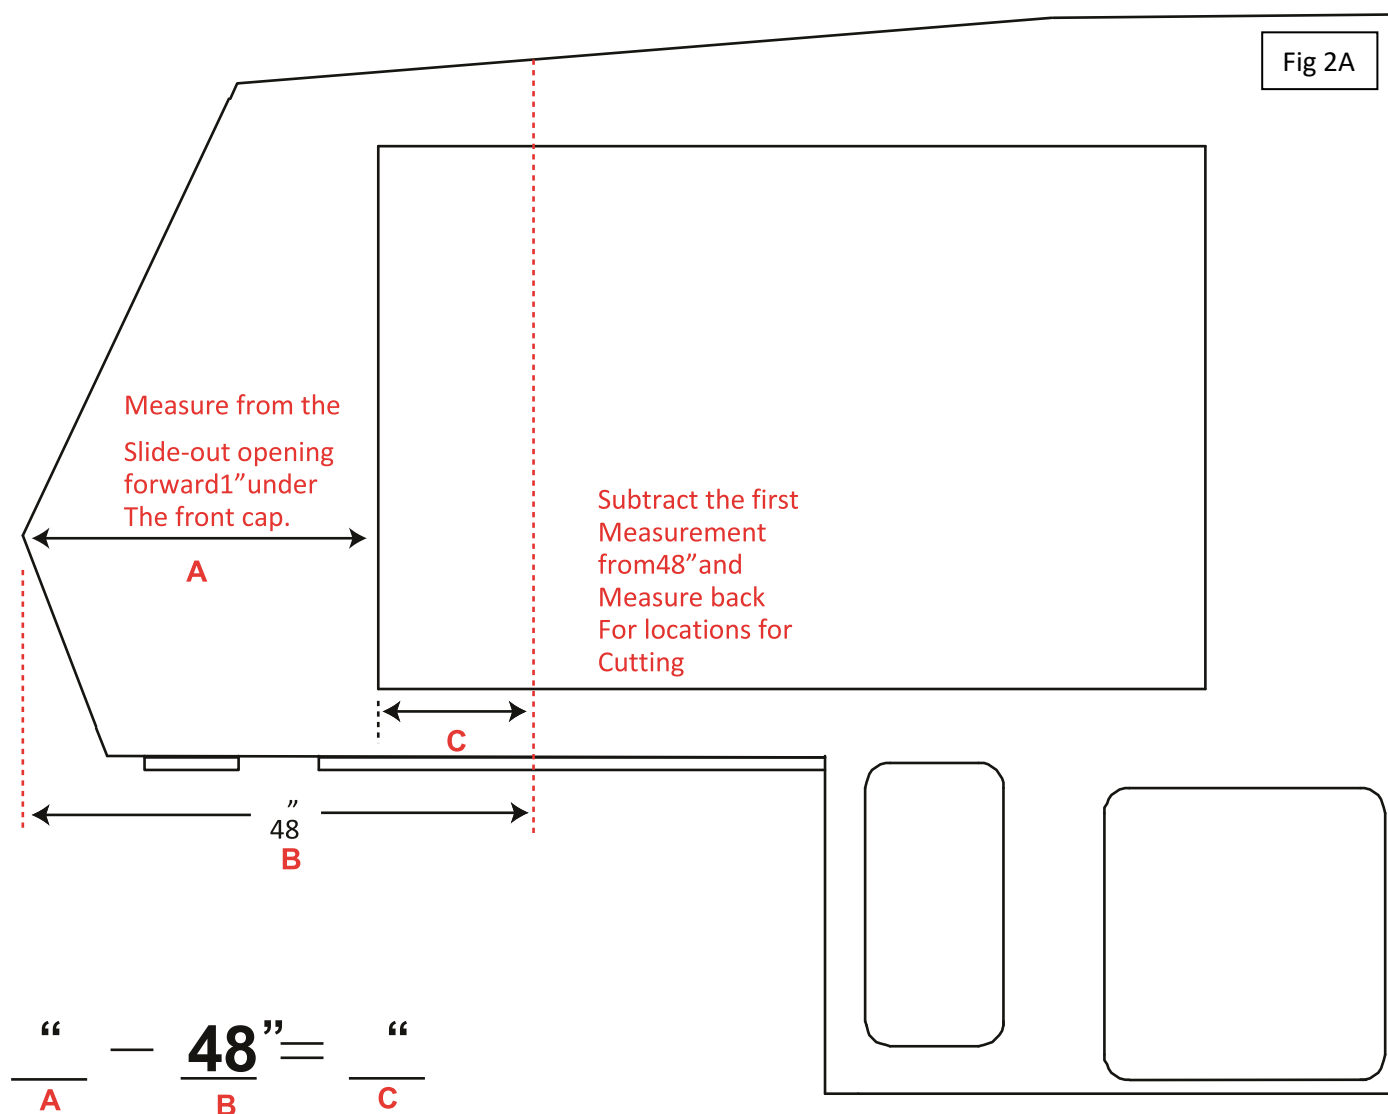 Fig 2A
Measure from the
Slide-out opening
forward1”under
The front cap.
A
Subtract the first
Measurement
from48”and
Measure back
For locations for
Cutting
C
”
48
B
“ — 48” = “
A B C